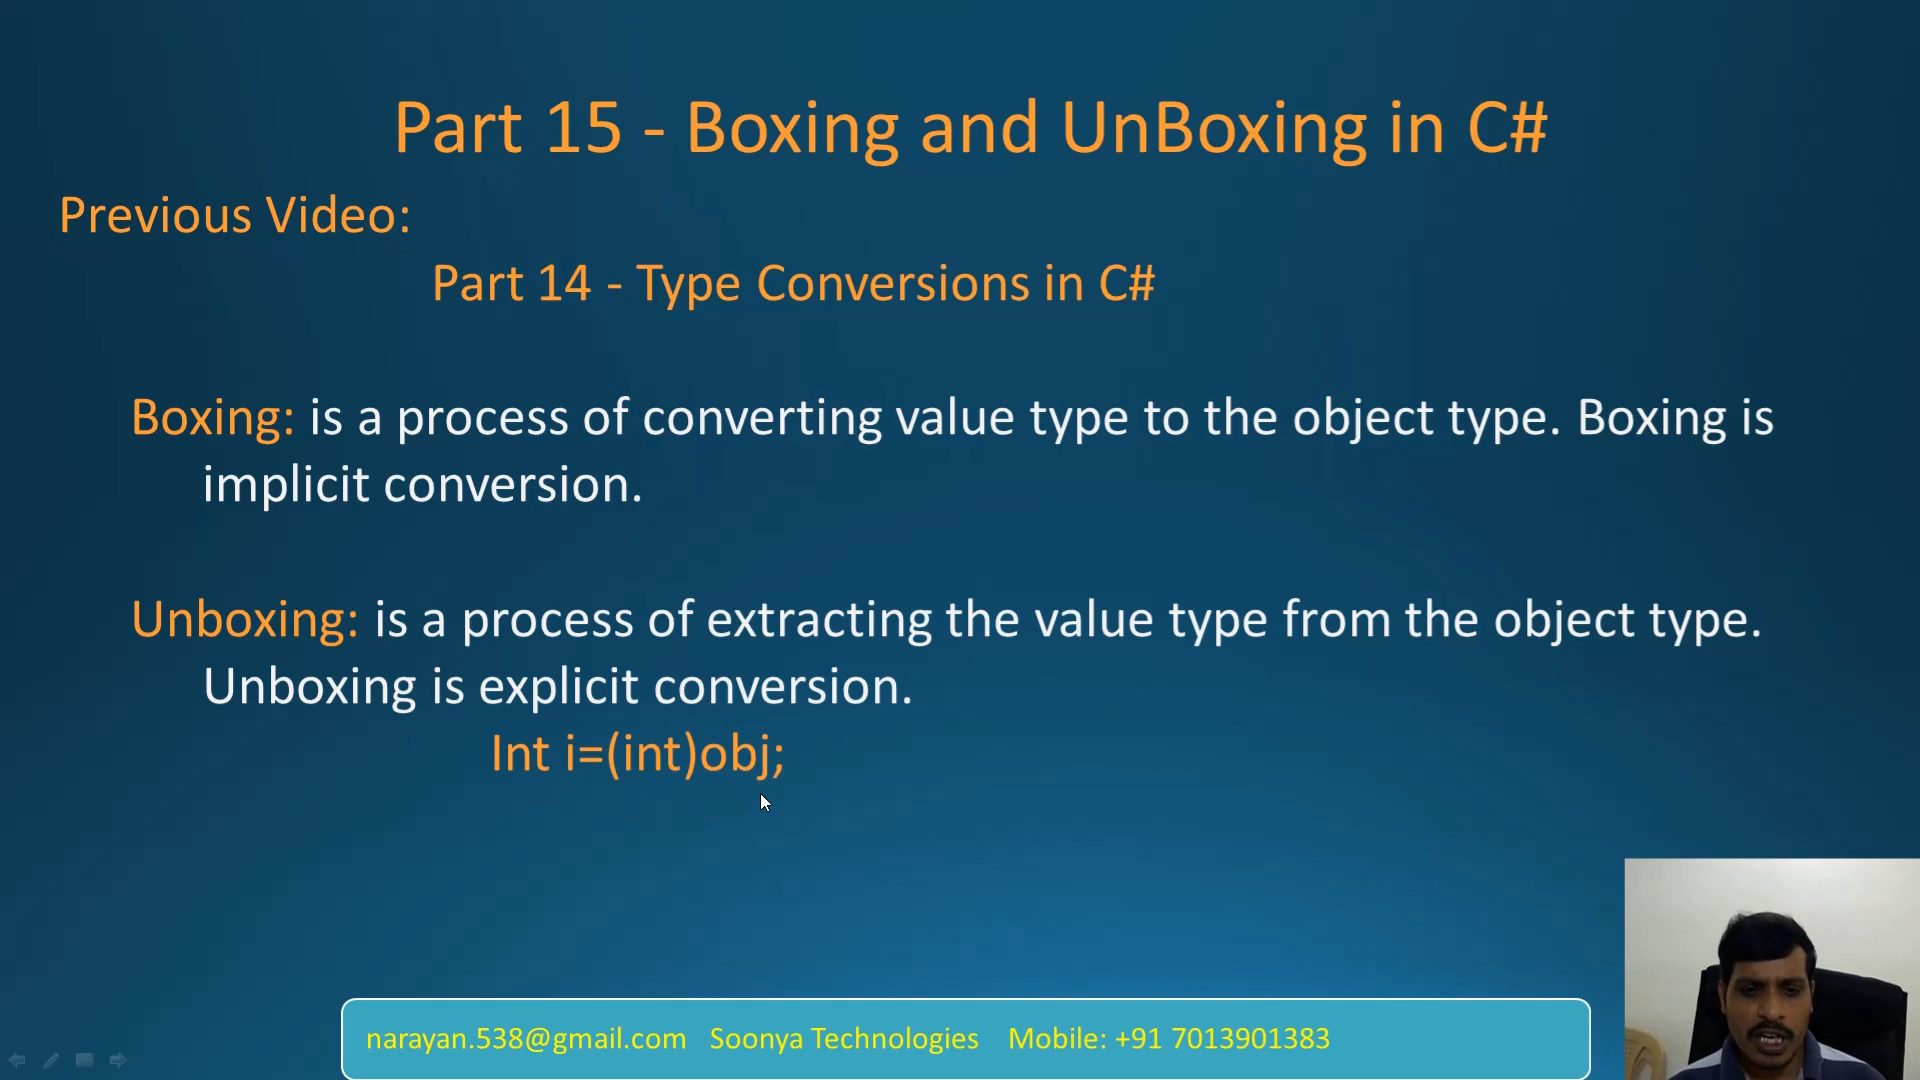 Part 15 - Boxing and UnBoxing in C#
Previous Video:
Part 14 - Type Conversions in C#
Boxing: is a process of converting value type to the object type. Boxing is
implicit conversion.
Unboxing: is a process of extracting the value type from the object type.
Unboxing is explicit conversion.
Int i=(int)obj;
narayan.538@gmail.com Soonya Technologies Mobile: +91 7013901383